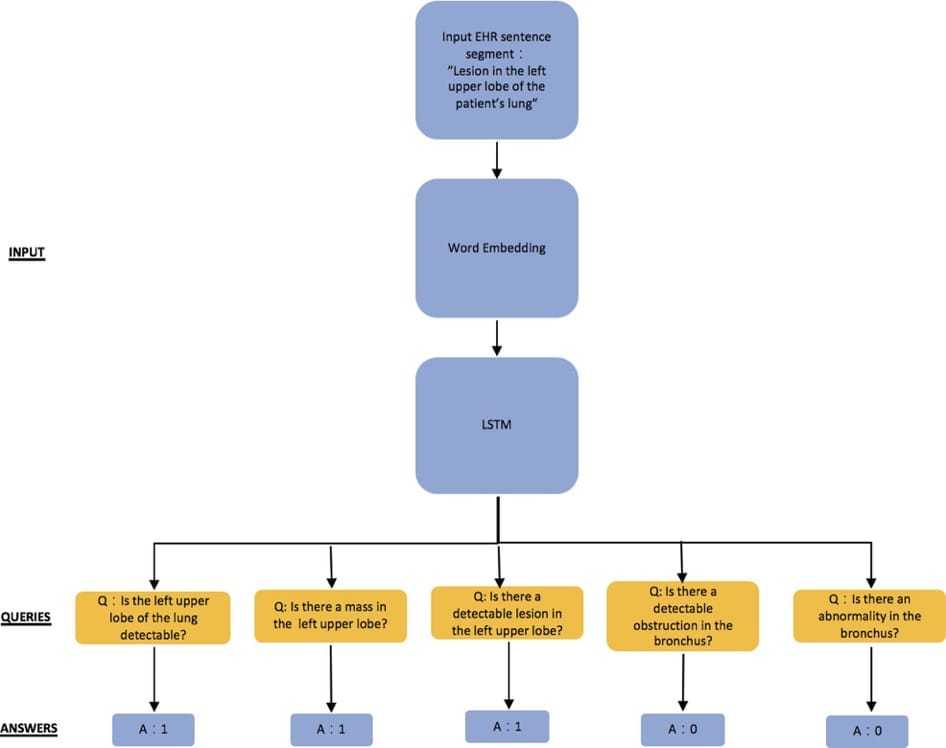 Input EHR sentence
segment：
”Lesion in the left
upper lobe of the
patient’s lung”
INPUT
Word Embedding
LSTM
QUERIES
Q：Is the left upper
lobe of the lung
detectable?
Q: Is there a mass in
the left upper lobe?
Q: Is there a
detectable lesion in
the left upper lobe?
Q: Is there a
detectable
obstruction in the
bronchus?
Q：Is there an
abnormality in the
bronchus?
ANSWERS
A：1
A：1
A：1
A：0
A：0